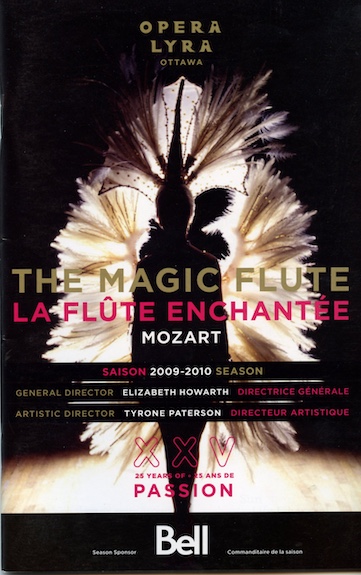 OPERA
LYRA
OTTAWA
THE MAGIC FLUTE
LA FLÛTE ENCHANTÉE
MOZART
SAISON 2009-2010 SEASON
GENERAL DIRECTOR ELIZABETH HOWARTH DIRECTRICE GÉNÉRALE
ARTISTIC DIRECTOR TYRONE PATERSON DIRECTEUR ARTISTIQUE
XXV
25 YEARS OF • 25 ANS DE
PASSION
Season Sponsor Bell Commanditaire de la saison